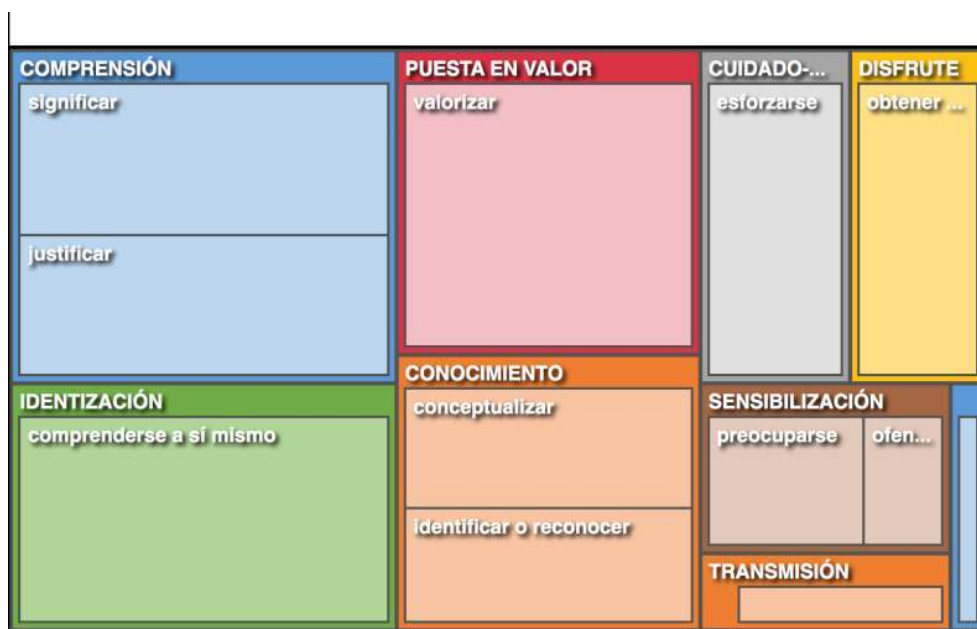 COMPRENSIÓN
significar
justificar
IDENTIZACIÓN
comprenderse a sí mismo
PUESTA EN VALOR
valorizar
CONOCIMIENTO
conceptualizar
identificar o reconocer
CUIDADO-...
esforzarse
DISFRUTE
obtener ...
SENSIBILIZACIÓN
preocuparse
ofen...
TRANSMISIÓN